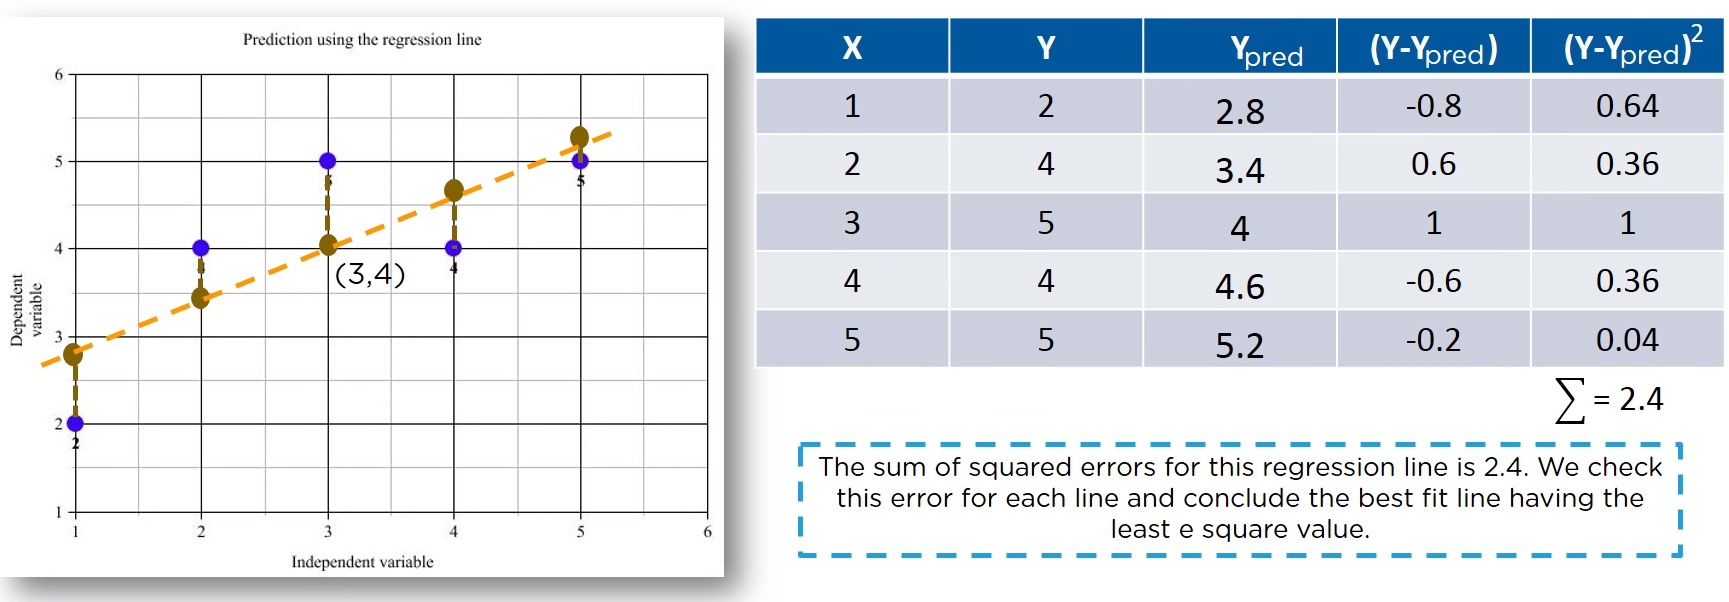 Prediction using the regression line
6
5
4
3
2
1
Dependent
variable
1 2 3 4 5 6
Independent variable
2
4
5
(3,4)
4
5
X Y Ypred (Y-Ypred) (Y-Ypred)²
1 2 2.8 -0.8 0.64
2 4 3.4 0.6 0.36
3 5 4 1 1
4 4 4.6 -0.6 0.36
5 5 5.2 -0.2 0.04
∑ = 2.4
The sum of squared errors for this regression line is 2.4. We check
this error for each line and conclude the best fit line having the
least e square value.